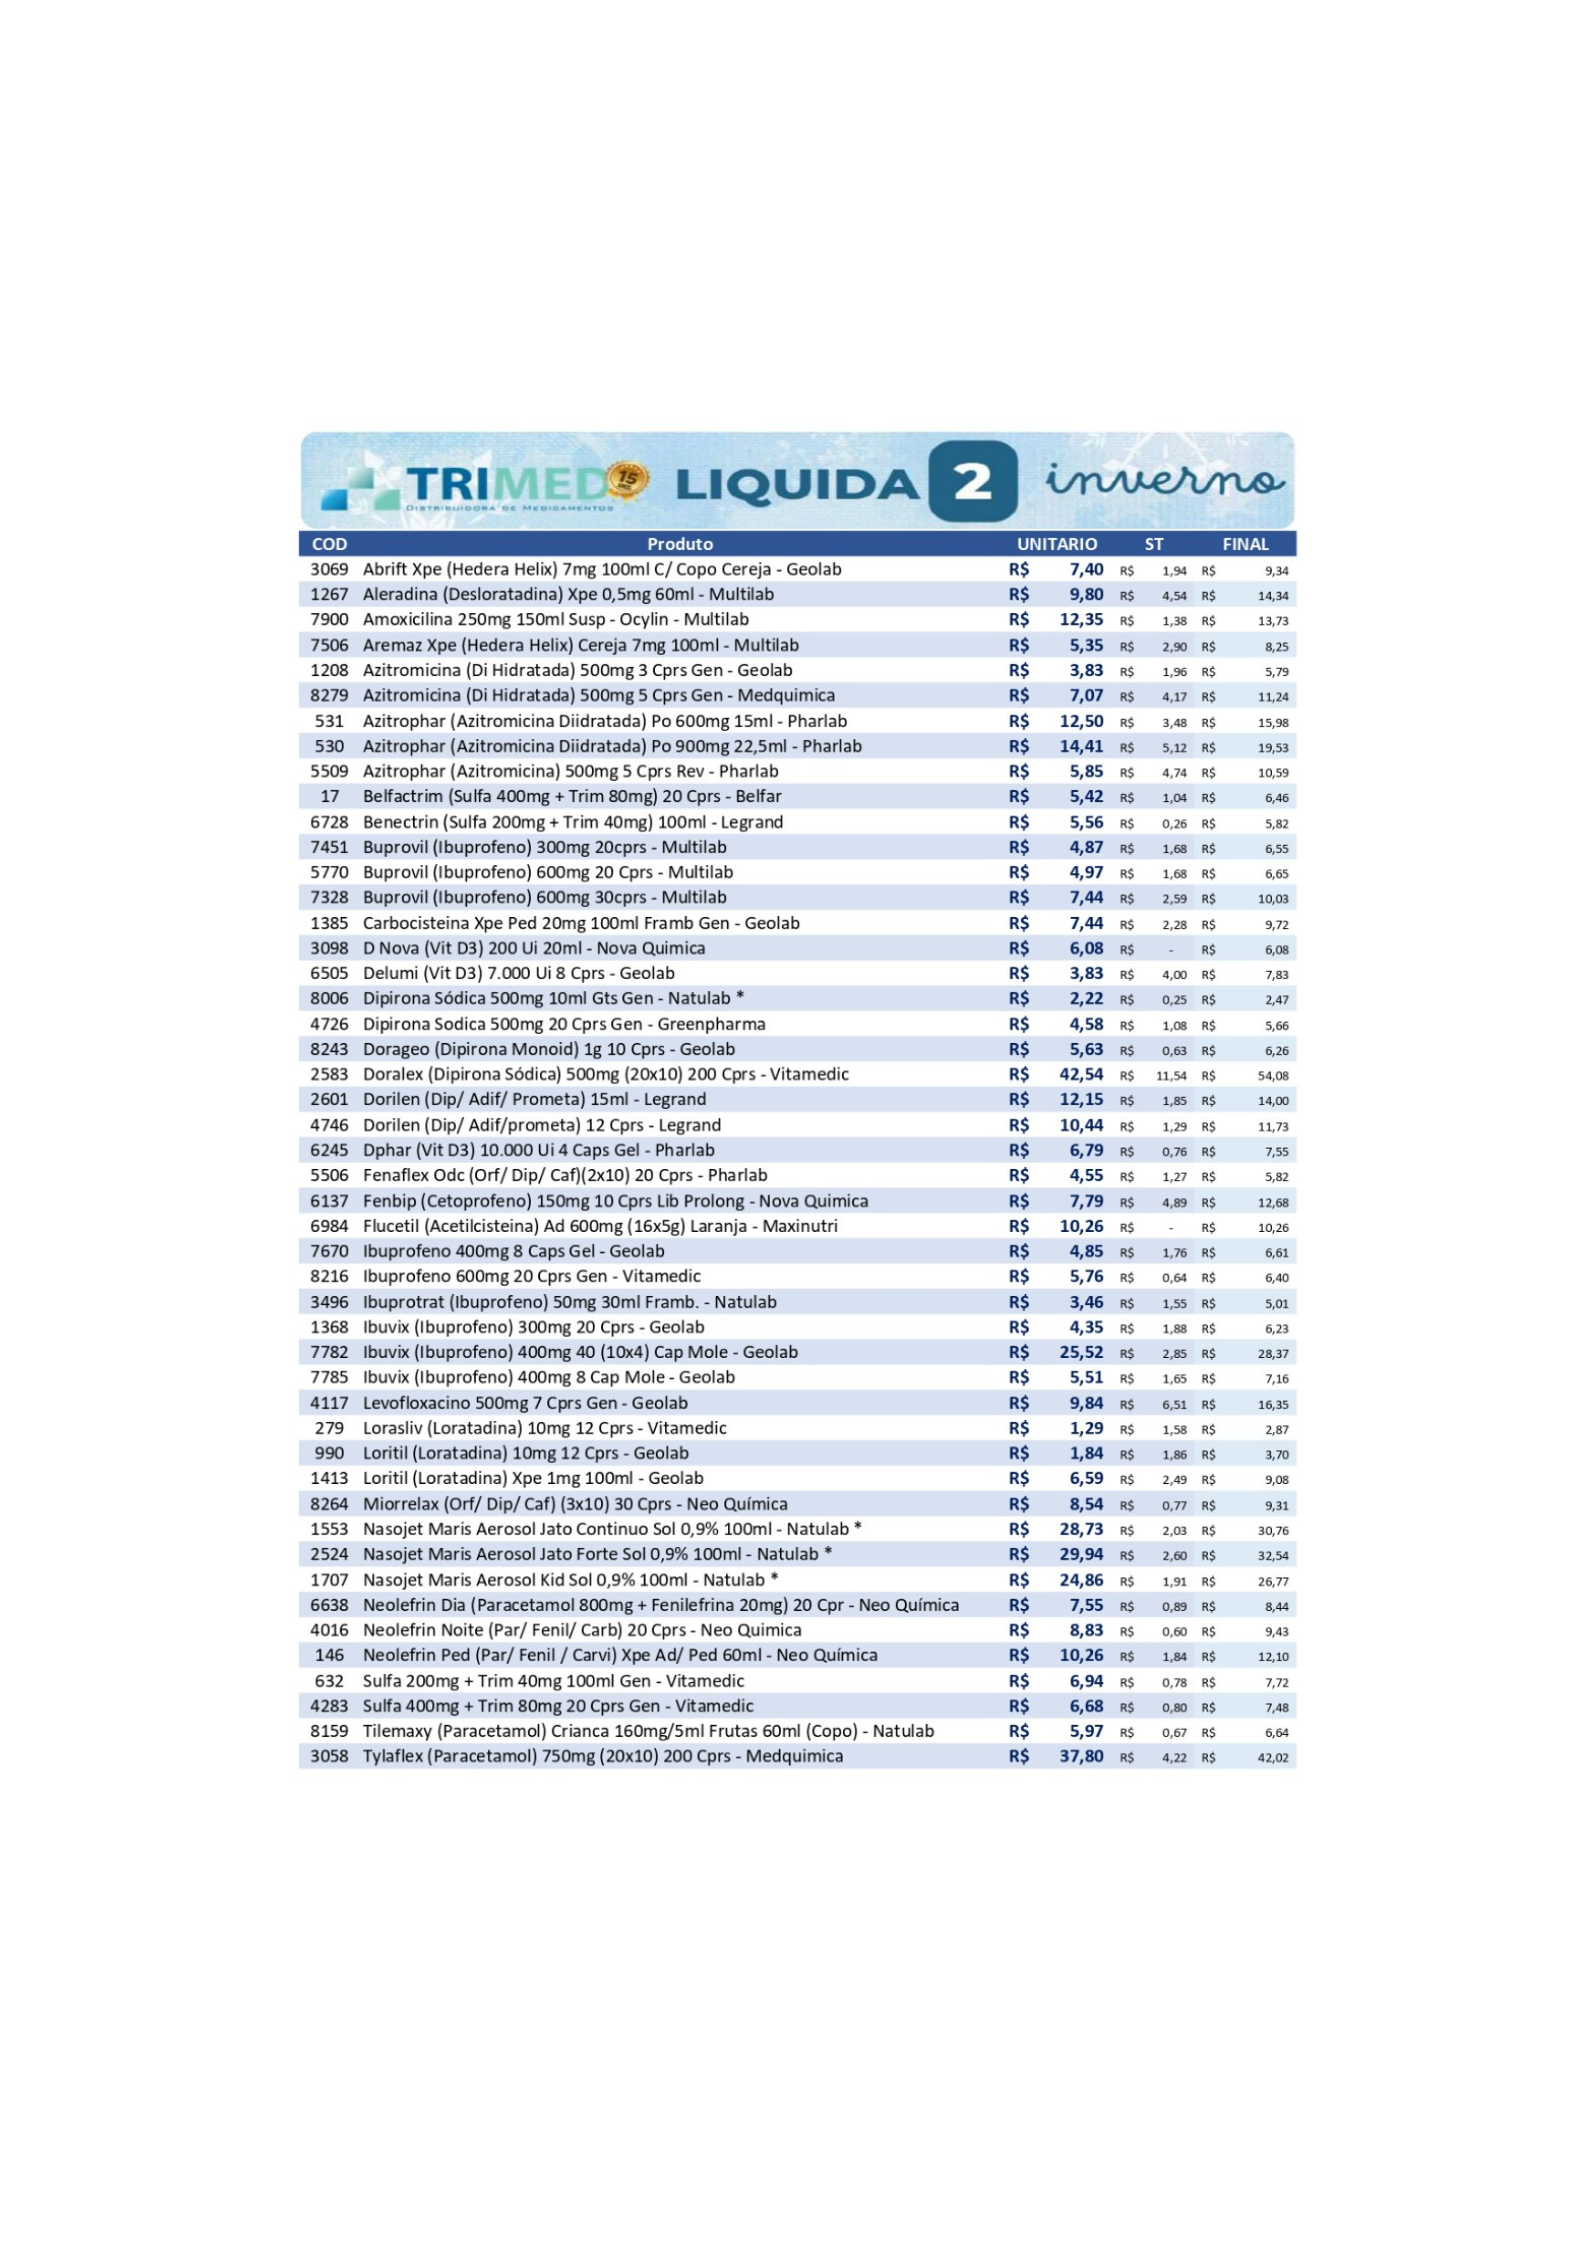 TRIMED 15 LIQUIDA 2 inverno
DISTRIBUIDORA DE MEDICAMENTOS
COD Produto UNITARIO ST FINAL
3069 Abrift Xpe (Hedera Helix) 7mg 100ml C/ Copo Cereja - Geolab R$ 7,40 R$ 1,94 R$ 9,34
1267 Aleradina (Desloratadina) Xpe 0,5mg 60ml - Multilab R$ 9,80 R$ 4,54 R$ 14,34
7900 Amoxicilina 250mg 150ml Susp - Ocylin - Multilab R$ 12,35 R$ 1,38 R$ 13,73
7506 Aremaz Xpe (Hedera Helix) Cereja 7mg 100ml - Multilab R$ 5,35 R$ 2,90 R$ 8,25
1208 Azitromicina (Di Hidratada) 500mg 3 Cprs Gen - Geolab R$ 3,83 R$ 1,96 R$ 5,79
8279 Azitromicina (Di Hidratada) 500mg 5 Cprs Gen - Medquimica R$ 7,07 R$ 4,17 R$ 11,24
531 Azitrophar (Azitromicina Diidratada) Po 600mg 15ml - Pharlab R$ 12,50 R$ 3,48 R$ 15,98
530 Azitrophar (Azitromicina Diidratada) Po 900mg 22,5ml - Pharlab R$ 14,41 R$ 5,12 R$ 19,53
5509 Azitrophar (Azitromicina) 500mg 5 Cprs Rev - Pharlab R$ 5,85 R$ 4,74 R$ 10,59
17 Belfactrim (Sulfa 400mg + Trim 80mg) 20 Cprs - Belfar R$ 5,42 R$ 1,04 R$ 6,46
6728 Benectrin (Sulfa 200mg + Trim 40mg) 100ml - Legrand R$ 5,56 R$ 0,26 R$ 5,82
7451 Buprovil (Ibuprofeno) 300mg 20cprs - Multilab R$ 4,87 R$ 1,68 R$ 6,55
5770 Buprovil (Ibuprofeno) 600mg 20 Cprs - Multilab R$ 4,97 R$ 1,68 R$ 6,65
7328 Buprovil (Ibuprofeno) 600mg 30cprs - Multilab R$ 7,44 R$ 2,59 R$ 10,03
1385 Carbocisteina Xpe Ped 20mg 100ml Framb Gen - Geolab R$ 7,44 R$ 2,28 R$ 9,72
3098 D Nova (Vit D3) 200 Ui 20ml - Nova Quimica R$ 6,08 R$ - R$ 6,08
6505 Delumi (Vit D3) 7.000 Ui 8 Cprs - Geolab R$ 3,83 R$ 4,00 R$ 7,83
8006 Dipirona Sódica 500mg 10ml Gts Gen - Natulab * R$ 2,22 R$ 0,25 R$ 2,47
4726 Dipirona Sodica 500mg 20 Cprs Gen - Greenpharma R$ 4,58 R$ 1,08 R$ 5,66
8243 Dorageo (Dipirona Monoid) 1g 10 Cprs - Geolab R$ 5,63 R$ 0,63 R$ 6,26
2583 Doralex (Dipirona Sódica) 500mg (20x10) 200 Cprs - Vitamedic R$ 42,54 R$ 11,54 R$ 54,08
2601 Dorilen (Dip/ Adif/ Prometa) 15ml - Legrand R$ 12,15 R$ 1,85 R$ 14,00
4746 Dorilen (Dip/ Adif/prometa) 12 Cprs - Legrand R$ 10,44 R$ 1,29 R$ 11,73
6245 Dphar (Vit D3) 10.000 Ui 4 Caps Gel - Pharlab R$ 6,79 R$ 0,76 R$ 7,55
5506 Fenaflex Odc (Orf/ Dip/ Caf)(2x10) 20 Cprs - Pharlab R$ 4,55 R$ 1,27 R$ 5,82
6137 Fenbip (Cetoprofeno) 150mg 10 Cprs Lib Prolong - Nova Quimica R$ 7,79 R$ 4,89 R$ 12,68
6984 Flucetil (Acetilcisteina) Ad 600mg (16x5g) Laranja - Maxinutri R$ 10,26 R$ - R$ 10,26
7670 Ibuprofeno 400mg 8 Caps Gel - Geolab R$ 4,85 R$ 1,76 R$ 6,61
8216 Ibuprofeno 600mg 20 Cprs Gen - Vitamedic R$ 5,76 R$ 0,64 R$ 6,40
3496 Ibuprotrat (Ibuprofeno) 50mg 30ml Framb. - Natulab R$ 3,46 R$ 1,55 R$ 5,01
1368 Ibuvix (Ibuprofeno) 300mg 20 Cprs - Geolab R$ 4,35 R$ 1,88 R$ 6,23
7782 Ibuvix (Ibuprofeno) 400mg 40 (10x4) Cap Mole - Geolab R$ 25,52 R$ 2,85 R$ 28,37
7785 Ibuvix (Ibuprofeno) 400mg 8 Cap Mole - Geolab R$ 5,51 R$ 1,65 R$ 7,16
4117 Levofloxacino 500mg 7 Cprs Gen - Geolab R$ 9,84 R$ 6,51 R$ 16,35
279 Lorasliv (Loratadina) 10mg 12 Cprs - Vitamedic R$ 1,29 R$ 1,58 R$ 2,87
990 Loritil (Loratadina) 10mg 12 Cprs - Geolab R$ 1,84 R$ 1,86 R$ 3,70
1413 Loritil (Loratadina) Xpe 1mg 100ml - Geolab R$ 6,59 R$ 2,49 R$ 9,08
8264 Miorrelax (Orf/ Dip/ Caf) (3x10) 30 Cprs - Neo Química R$ 8,54 R$ 0,77 R$ 9,31
1553 Nasojet Maris Aerosol Jato Continuo Sol 0,9% 100ml - Natulab * R$ 28,73 R$ 2,03 R$ 30,76
2524 Nasojet Maris Aerosol Jato Forte Sol 0,9% 100ml - Natulab * R$ 29,94 R$ 2,60 R$ 32,54
1707 Nasojet Maris Aerosol Kid Sol 0,9% 100ml - Natulab * R$ 24,86 R$ 1,91 R$ 26,77
6638 Neolefrin Dia (Paracetamol 800mg + Fenilefrina 20mg) 20 Cpr - Neo Química R$ 7,55 R$ 0,89 R$ 8,44
4016 Neolefrin Noite (Par/ Fenil/ Carb) 20 Cprs - Neo Quimica R$ 8,83 R$ 0,60 R$ 9,43
146 Neolefrin Ped (Par/ Fenil / Carvi) Xpe Ad/ Ped 60ml - Neo Química R$ 10,26 R$ 1,84 R$ 12,10
632 Sulfa 200mg + Trim 40mg 100ml Gen - Vitamedic R$ 6,94 R$ 0,78 R$ 7,72
4283 Sulfa 400mg + Trim 80mg 20 Cprs Gen - Vitamedic R$ 6,68 R$ 0,80 R$ 7,48
8159 Tilemaxy (Paracetamol) Crianca 160mg/5ml Frutas 60ml (Copo) - Natulab R$ 5,97 R$ 0,67 R$ 6,64
3058 Tylaflex (Paracetamol) 750mg (20x10) 200 Cprs - Medquimica R$ 37,80 R$ 4,22 R$ 42,02